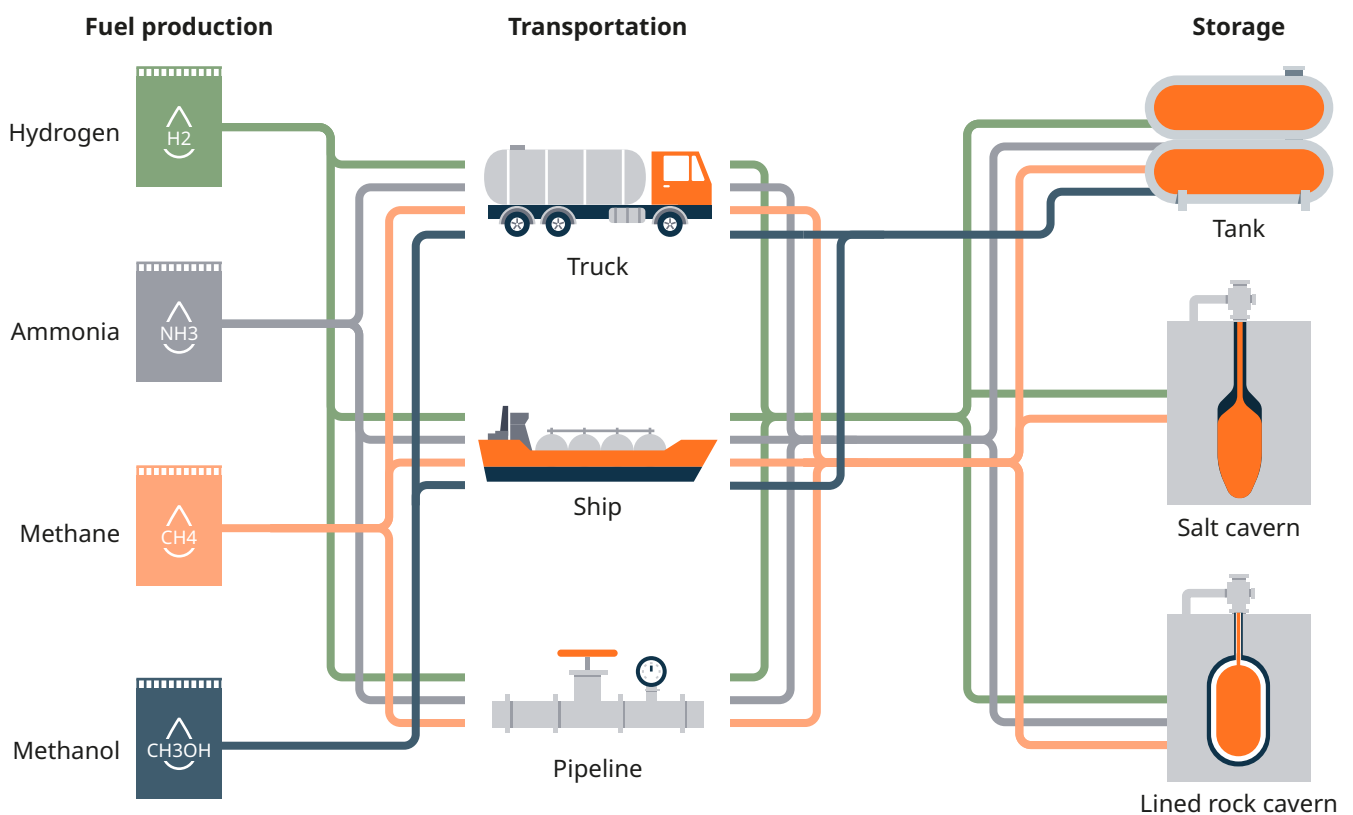 Fuel production
Transportation
Storage
Hydrogen
H2
Ammonia
NH3
Methane
CH4
Methanol
CH3OH
Truck
Ship
Pipeline
Tank
Salt cavern
Lined rock cavern